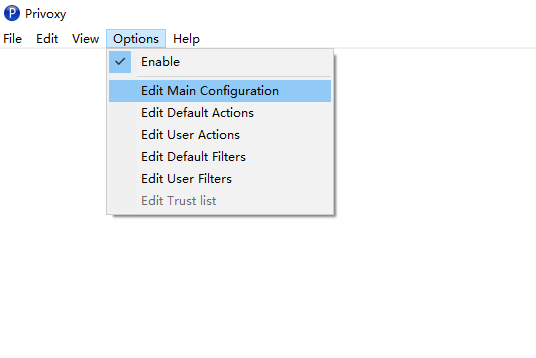 Privoxy
File Edit View Options Help
Enable
Edit Main Configuration
Edit Default Actions
Edit User Actions
Edit Default Filters
Edit User Filters
Edit Trust list